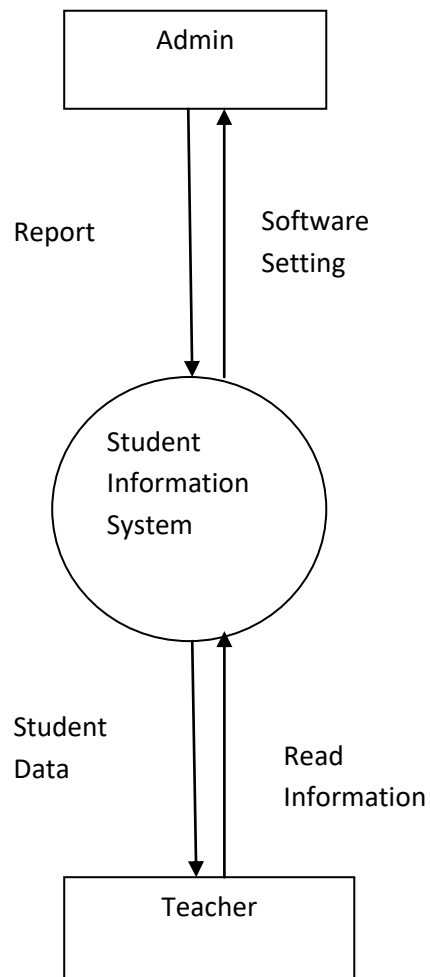 Admin
Report
Software
Setting
Student
Information
System
Student
Data
Read
Information
Teacher